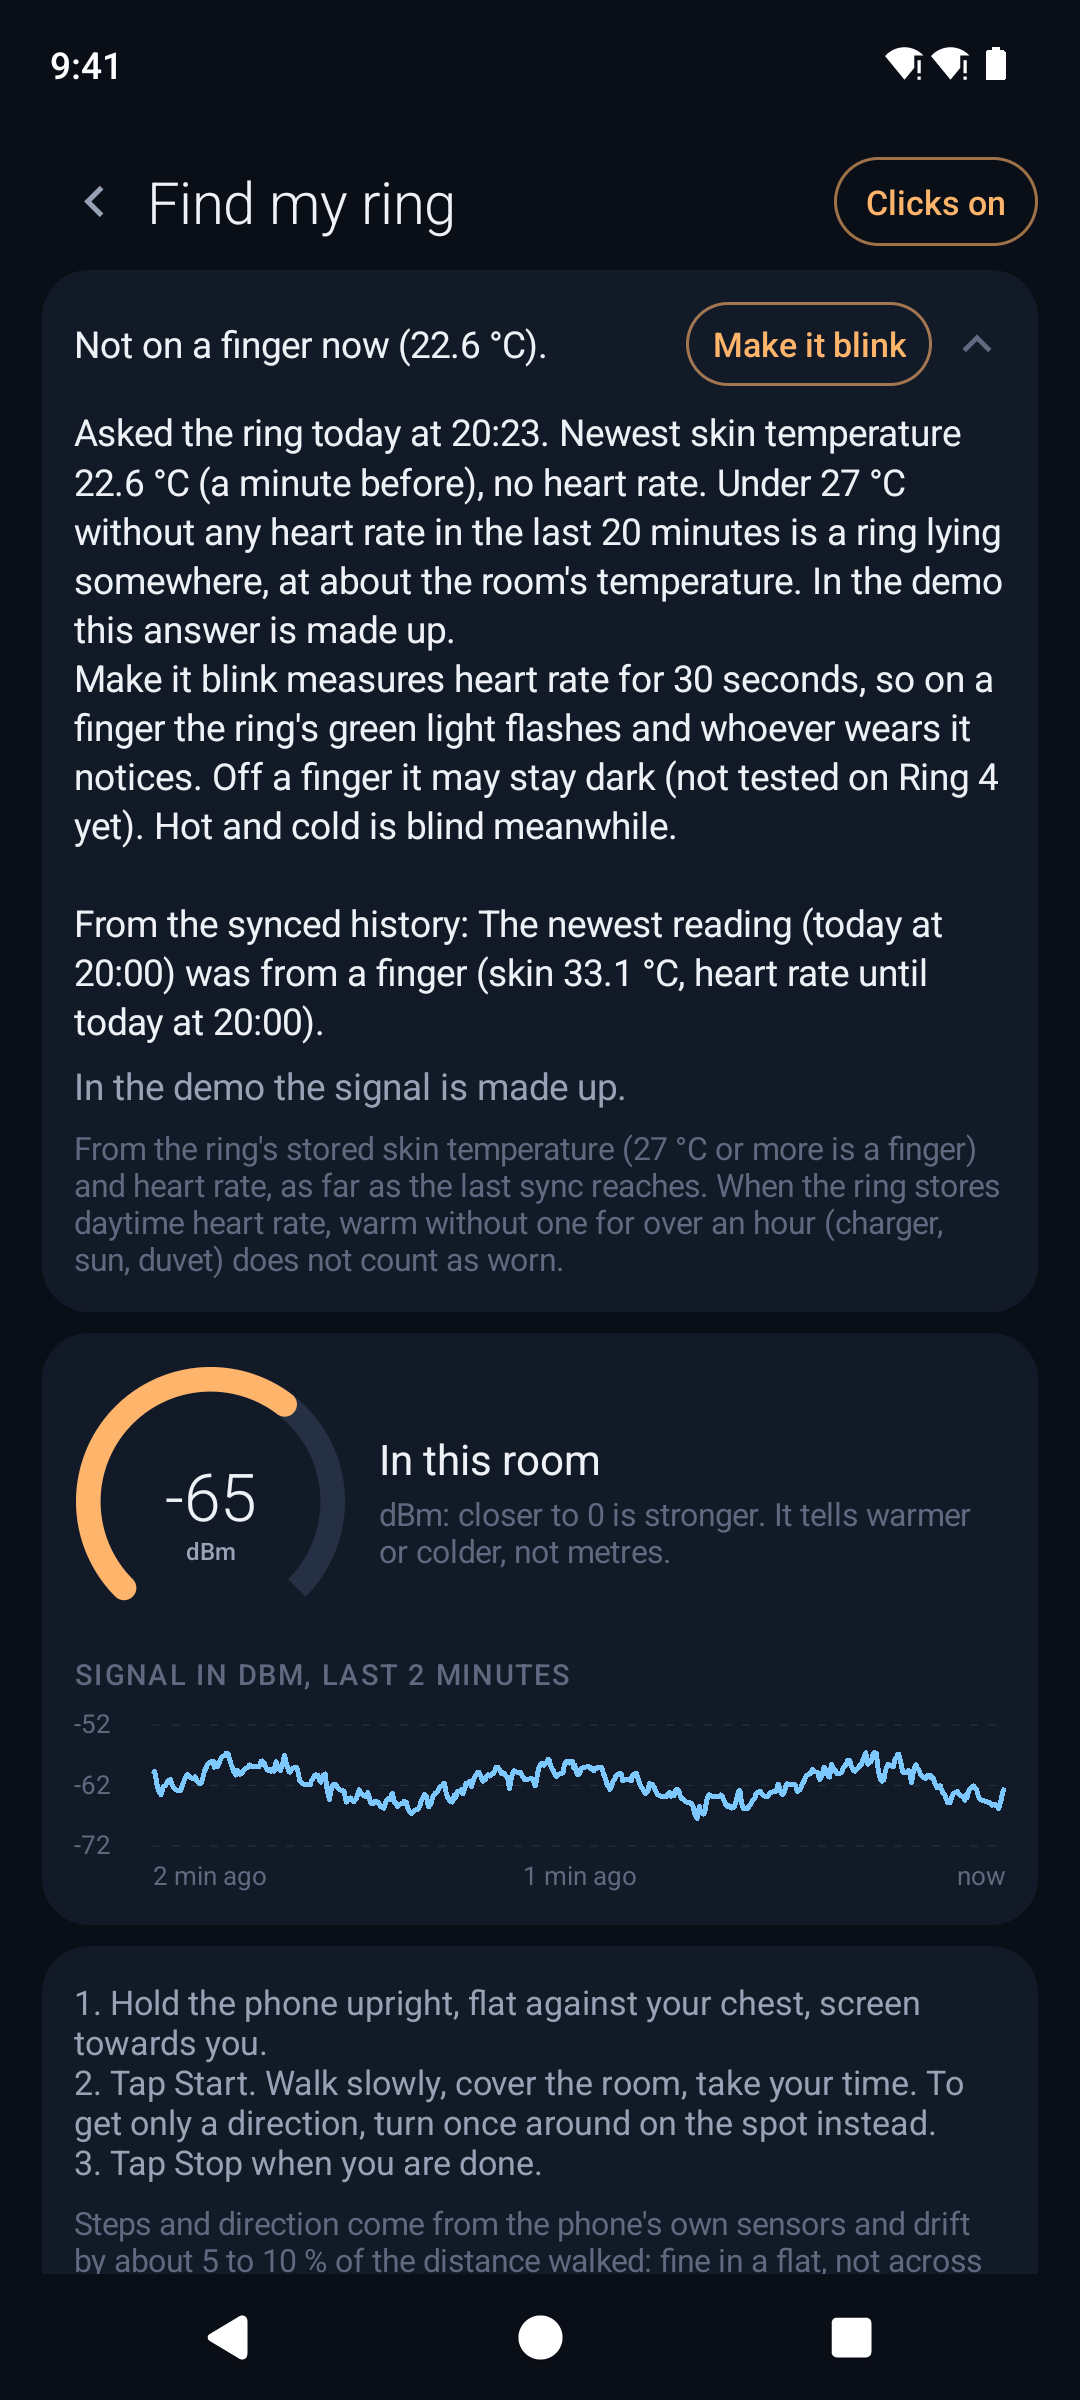 9:41
Find my ring
Clicks on
Not on a finger now (22.6 °C).
Make it blink
Asked the ring today at 20:23. Newest skin temperature
22.6 °C (a minute before), no heart rate. Under 27 °C
without any heart rate in the last 20 minutes is a ring lying
somewhere, at about the room's temperature. In the demo
this answer is made up.
Make it blink measures heart rate for 30 seconds, so on a
finger the ring's green light flashes and whoever wears it
notices. Off a finger it may stay dark (not tested on Ring 4
yet). Hot and cold is blind meanwhile.
From the synced history: The newest reading (today at
20:00) was from a finger (skin 33.1 °C, heart rate until
today at 20:00).
In the demo the signal is made up.
From the ring's stored skin temperature (27 °C or more is a finger)
and heart rate, as far as the last sync reaches. When the ring stores
daytime heart rate, warm without one for over an hour (charger,
sun, duvet) does not count as worn.
-65
dBm
In this room
dBm: closer to 0 is stronger. It tells warmer
or colder, not metres.
SIGNAL IN DBM, LAST 2 MINUTES
-52
-62
-72
2 min ago
1 min ago
now
1. Hold the phone upright, flat against your chest, screen
towards you.
2. Tap Start. Walk slowly, cover the room, take your time. To
get only a direction, turn once around on the spot instead.
3. Tap Stop when you are done.
Steps and direction come from the phone's own sensors and drift
by about 5 to 10 % of the distance walked: fine in a flat, not across